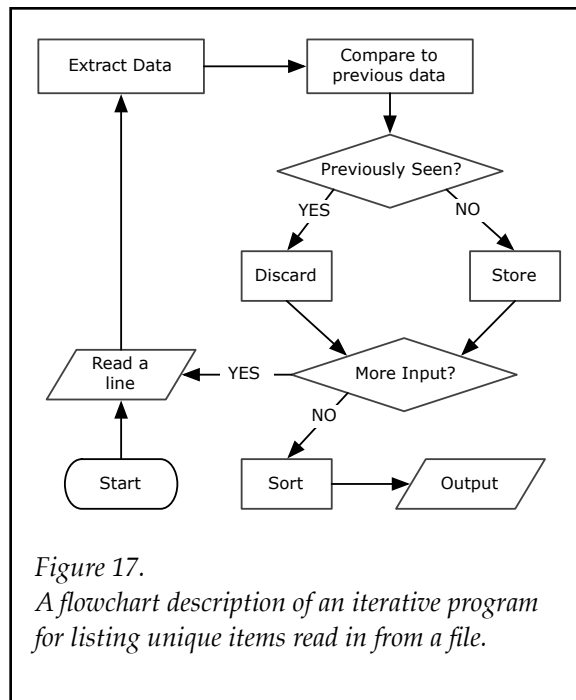 Extract Data
Compare to
previous data
Previously Seen?
YES
NO
Discard
Store
Read a
line
YES
More Input?
NO
Start
Sort
Output
Figure 17.
A flowchart description of an iterative program
for listing unique items read in from a file.